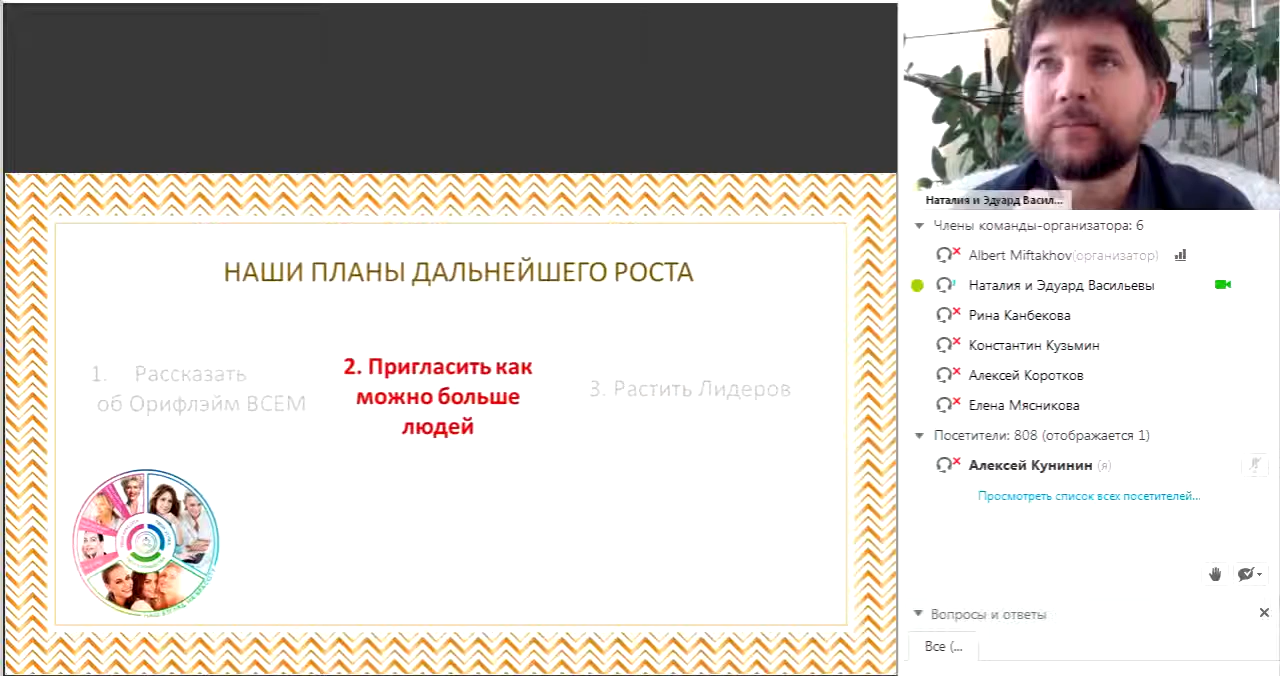 НАШИ ПЛАНЫ ДАЛЬНЕЙШЕГО РОСТА
1. Рассказать
об Орифлэйм ВСЕМ
2. Пригласить как
можно больше
людей
3. Растить Лидеров
Наталия и Эдуард Васил...
Члены команды-организатора: 6
Albert Miftakhov(организатор)
Наталия и Эдуард Васильевы
Рина Канбекова
Константин Кузьмин
Алексей Коротков
Елена Мясникова
Посетители: 808 (отображается 1)
Алексей Кунинин (я)
Просмотреть список всех посетителей...
Вопросы и ответы
Все (...